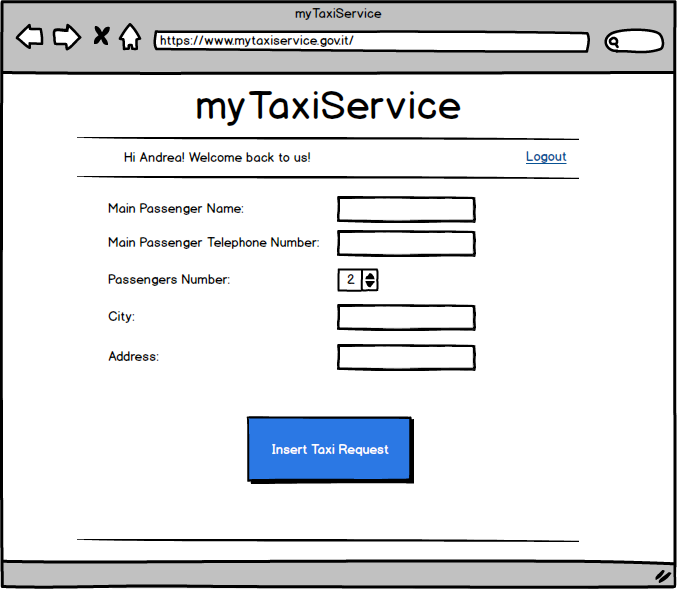 myTaxiService
https://www.mytaxiservice.gov.it/
myTaxiService
Hi Andrea! Welcome back to us!
Logout
Main Passenger Name:
Main Passenger Telephone Number:
Passengers Number: 2
City:
Address:
Insert Taxi Request